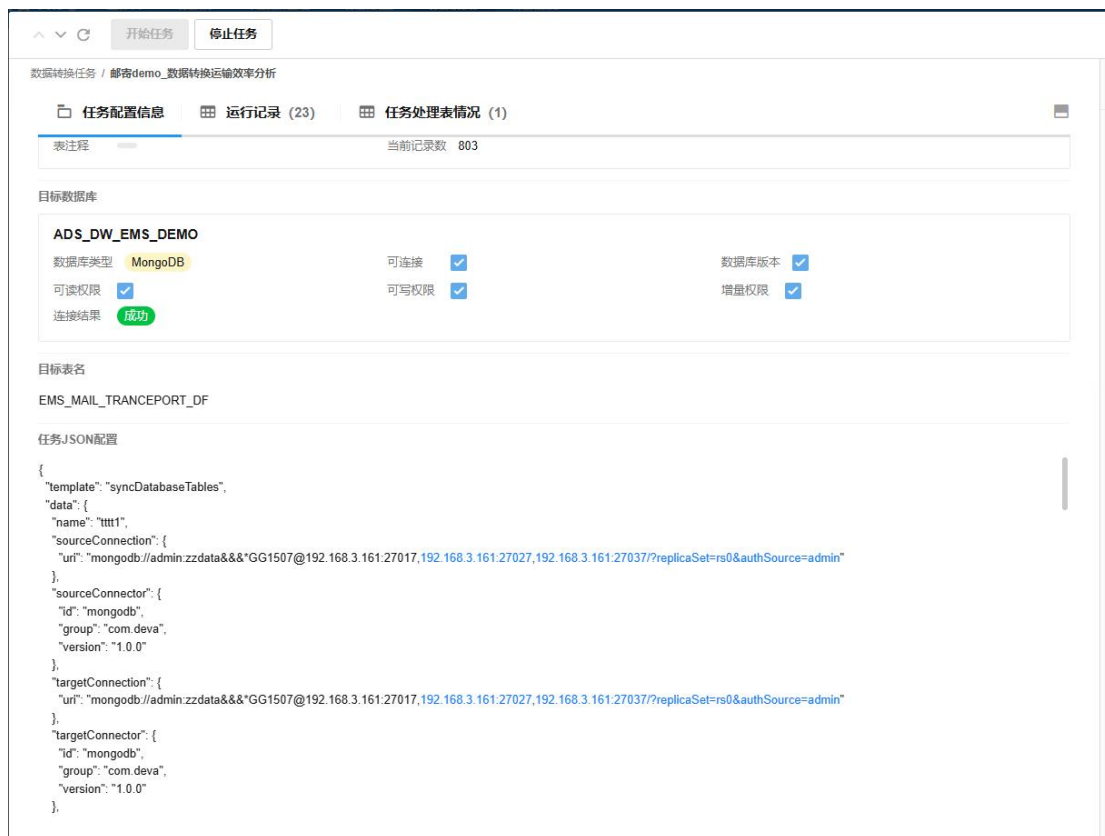 开始任务 停止任务
数据转换任务 / 邮寄demo_数据转换运输效率分析
任务配置信息 运行记录 (23) 任务处理表情况 (1)
表注释 当前记录数 803
目标数据库
ADS_DW_EMS_DEMO
数据库类型 MongoDB 可连接 数据库版本
可读权限 可写权限 增量权限
连接结果 成功
目标表名
EMS_MAIL_TRANCEPORT_DF
任务JSON配置
{
"template": "syncDatabaseTables",
"data": {
"name": "tttt1",
"sourceConnection": {
"uri": "mongodb://admin:zzdata&&&*GG1507@192.168.3.161:27017,192.168.3.161:27027,192.168.3.161:27037/?replicaSet=rs0&authSource=admin"
},
"sourceConnector": {
"id": "mongodb",
"group": "com.deva",
"version": "1.0.0"
},
"targetConnection": {
"uri": "mongodb://admin:zzdata&&&*GG1507@192.168.3.161:27017,192.168.3.161:27027,192.168.3.161:27037/?replicaSet=rs0&authSource=admin"
},
"targetConnector": {
"id": "mongodb",
"group": "com.deva",
"version": "1.0.0"
},